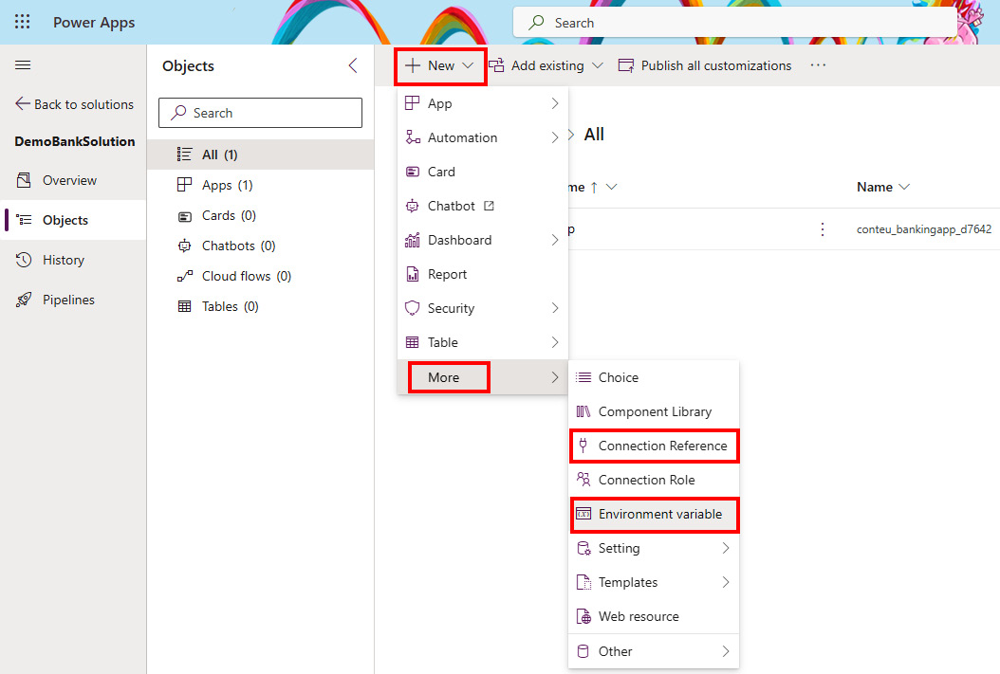 Power Apps
Search
Back to solutions
DemoBankSolution
Overview
Objects
History
Pipelines
Objects
Search
All (1)
Apps (1)
Cards (0)
Chatbots (0)
Cloud flows (0)
Tables (0)
New
Add existing
Publish all customizations
App
Automation
Card
Chatbot
Dashboard
Report
Security
Table
More
Choice
Component Library
Connection Reference
Connection Role
Environment variable
Setting
Templates
Web resource
Other
All
me ↑
Name
p
conteu_bankingapp_d7642